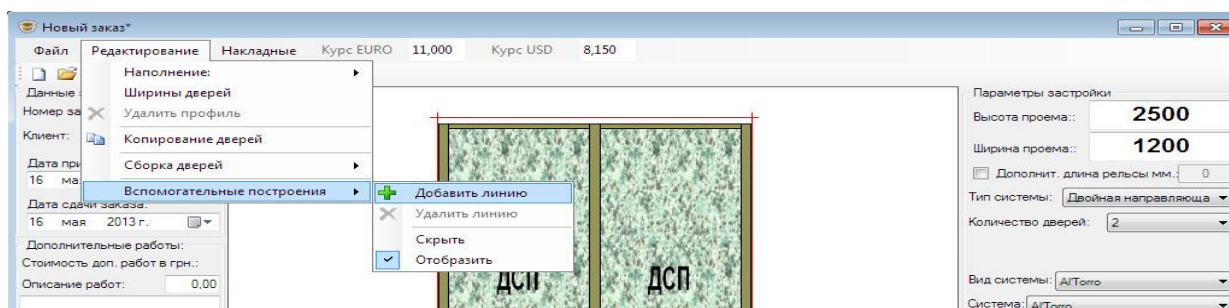 Новый заказ*
Файл Редактирование Накладные Курс EURO 11,000 Курс USD 8,150
Наполнение:
Ширины дверей
Удалить профиль
Копирование дверей
Сборка дверей
Вспомогательные построения
Добавить линию
Удалить линию
Скрыть
Отобразить
Данные
Номер за
Клиент:
Дата при
16 ма
Дата сдачи заказа:
16 мая 2013 г.
Дополнительные работы:
Стоимость доп. работ в грн.:
Описание работ: 0,00
ДСП ДСП
Параметры застройки
Высота проема:: 2500
Ширина проема:: 1200
Дополнит. длина рельсы мм.: 0
Тип системы: Двойная направляюща
Количество дверей: 2
Вид системы: Al'Torro
Система: Al'Torro